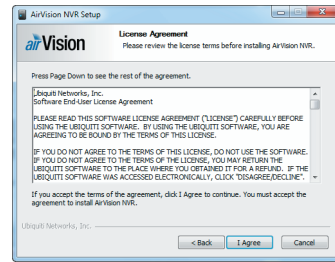 AirVision NVR Setup
airVision
License Agreement
Please review the license terms before installing AirVision NVR.
Press Page Down to see the rest of the agreement.
Ubiquiti Networks, Inc.
Software End-User License Agreement
PLEASE READ THIS SOFTWARE LICENSE AGREEMENT ("LICENSE") CAREFULLY BEFORE
USING THE UBIQUITI SOFTWARE. BY USING THE UBIQUITI SOFTWARE, YOU ARE
AGREEING TO BE BOUND BY THE TERMS OF THIS LICENSE.
IF YOU DO NOT AGREE TO THE TERMS OF THIS LICENSE, DO NOT USE THE SOFTWARE.
IF YOU DO NOT AGREE TO THE TERMS OF THE LICENSE, YOU MAY RETURN THE
UBIQUITI SOFTWARE TO THE PLACE WHERE YOU OBTAINED IT FOR A REFUND. IF THE
UBIQUITI SOFTWARE WAS ACCESSED ELECTRONICALLY, CLICK "DISAGREE/DECLINE".
If you accept the terms of the agreement, click I Agree to continue. You must accept the
agreement to install AirVision NVR.
Ubiquiti Networks, Inc.
< Back
I Agree
Cancel